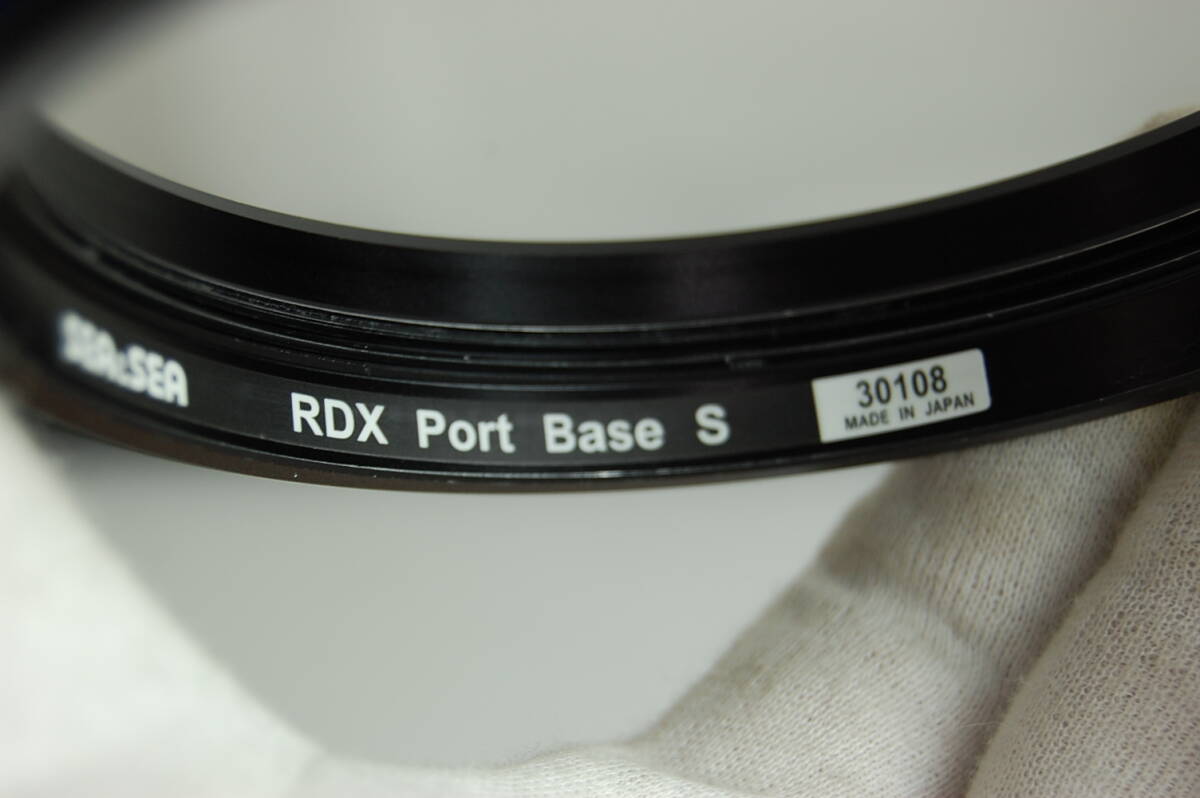 SEA&SEA
RDX Port Base S
30108
MADE IN JAPAN